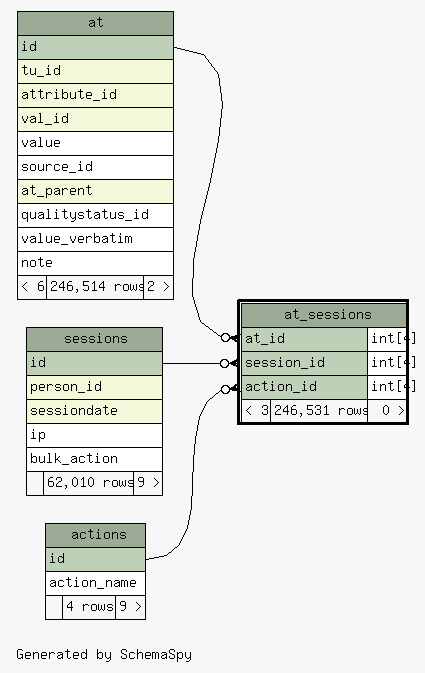 at
id
tu_id
attribute_id
val_id
value
source_id
at_parent
qualitystatus_id
value_verbatim
note
< 6 246,514 rows 2 >
at_sessions
at_id int[4]
session_id int[4]
action_id int[4]
< 3 246,531 rows 0 >
sessions
id
person_id
sessiondate
ip
bulk_action
62,010 rows 9 >
actions
id
action_name
4 rows 9 >
Generated by SchemaSpy